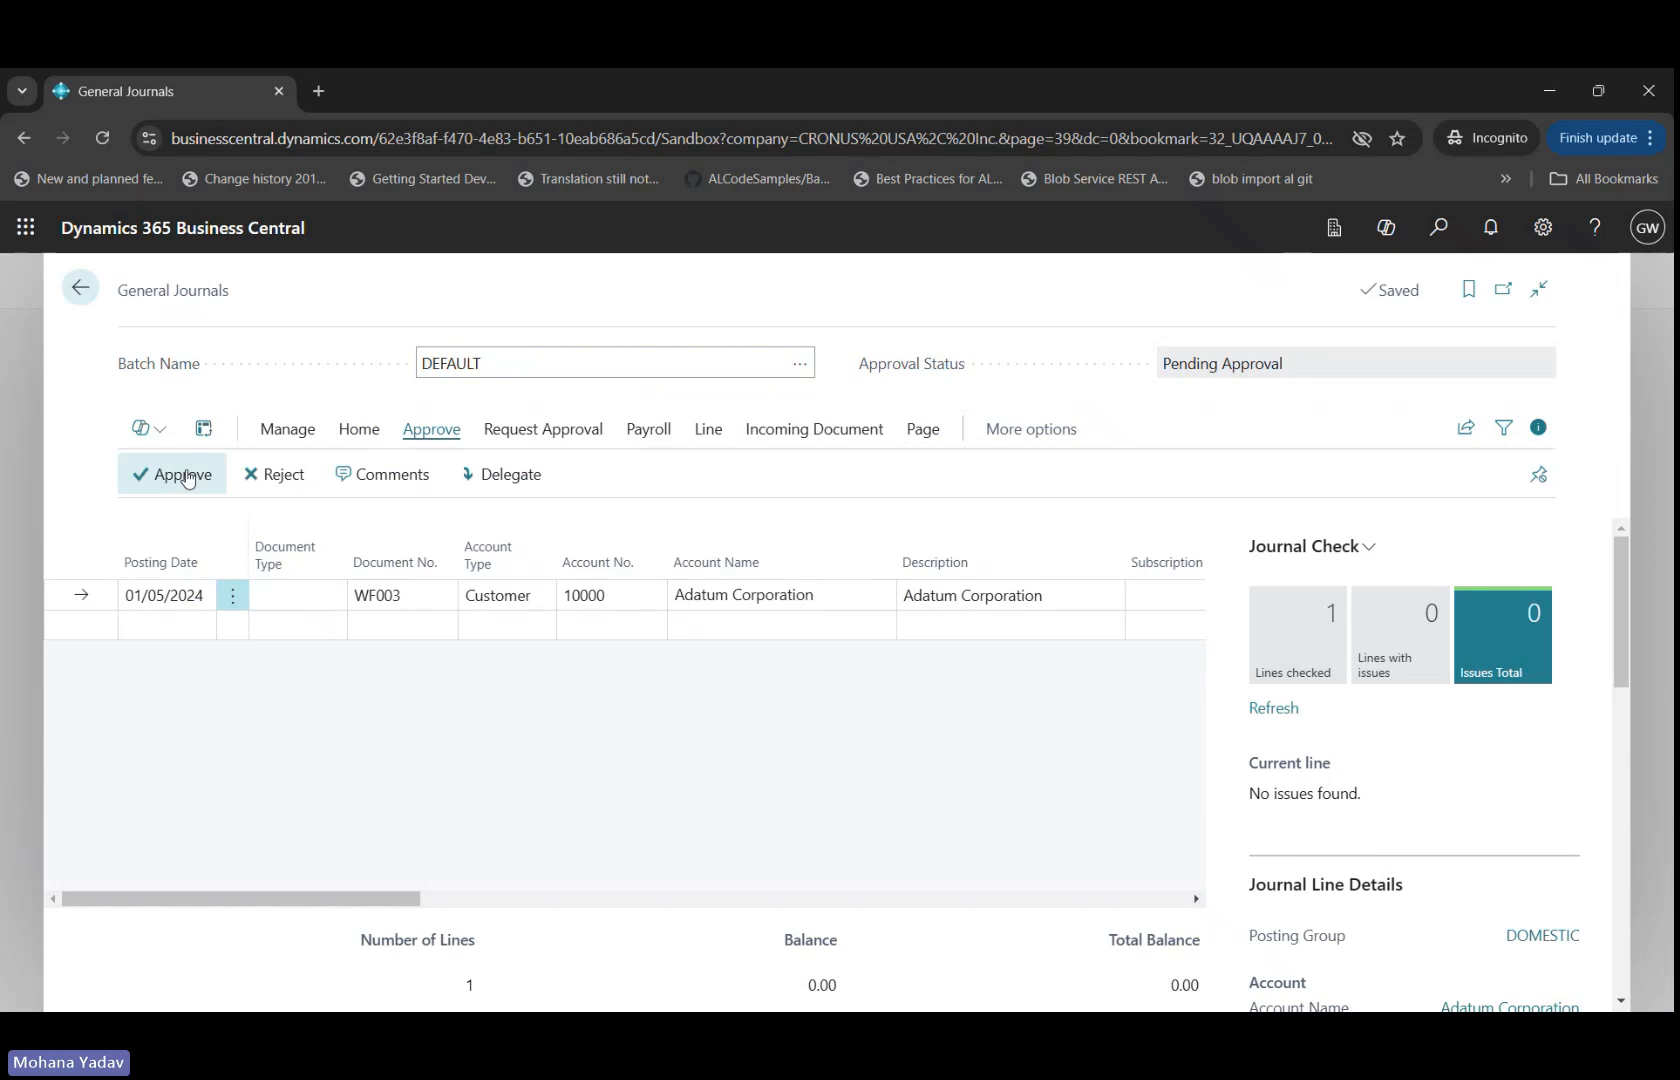 General Journals
businesscentral.dynamics.com/62e3f8af-f470-4e83-b651-10eab686a5cd/Sandbox?company=CRONUS%20USA%2C%20Inc.&page=39&dc=0&bookmark=32_UQAAAAJ7_0... Incognito Finish update
New and planned fe... Change history 201... Getting Started Dev... Translation still not... ALCodeSamples/Ba... Best Practices for AL... Blob Service REST A... blob import al git » All Bookmarks
Dynamics 365 Business Central ? GW
General Journals Saved
Batch Name DEFAULT ... Approval Status Pending Approval
Manage Home Approve Request Approval Payroll Line Incoming Document Page More options
Approve Reject Comments Delegate
Posting Date Document Type Document No. Account Type Account No. Account Name Description Subscription
01/05/2024 WF003 Customer 10000 Adatum Corporation Adatum Corporation
Number of Lines Balance Total Balance
1 0.00 0.00
Journal Check
1 0 0
Lines checked Lines with issues Issues Total
Refresh
Current line
No issues found.
Journal Line Details
Posting Group DOMESTIC
Account
Account Name Adatum Corporation
Mohana Yadav